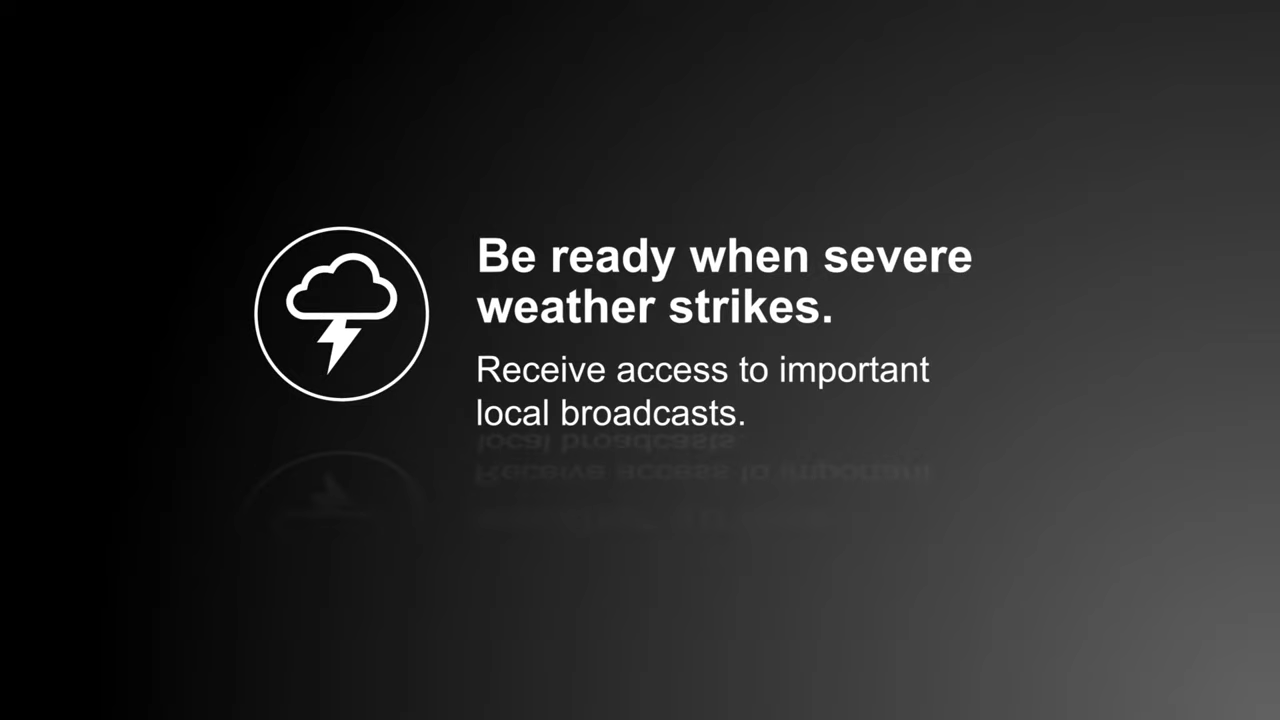 Be ready when severe
weather strikes.
Receive access to important
local broadcasts.